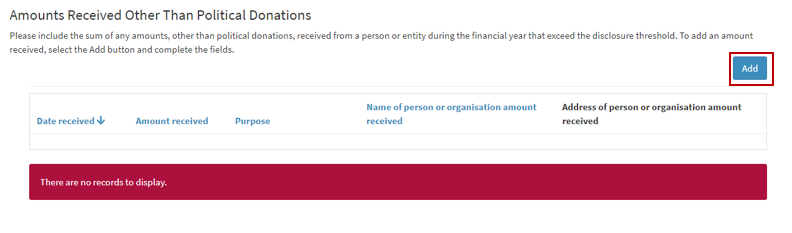 Amounts Received Other Than Political Donations
Please include the sum of any amounts, other than political donations, received from a person or entity during the financial year that exceed the disclosure threshold. To add an amount
received, select the Add button and complete the fields.
Add
Date received Amount received Purpose Name of person or organisation amount received Address of person or organisation amount received
There are no records to display.